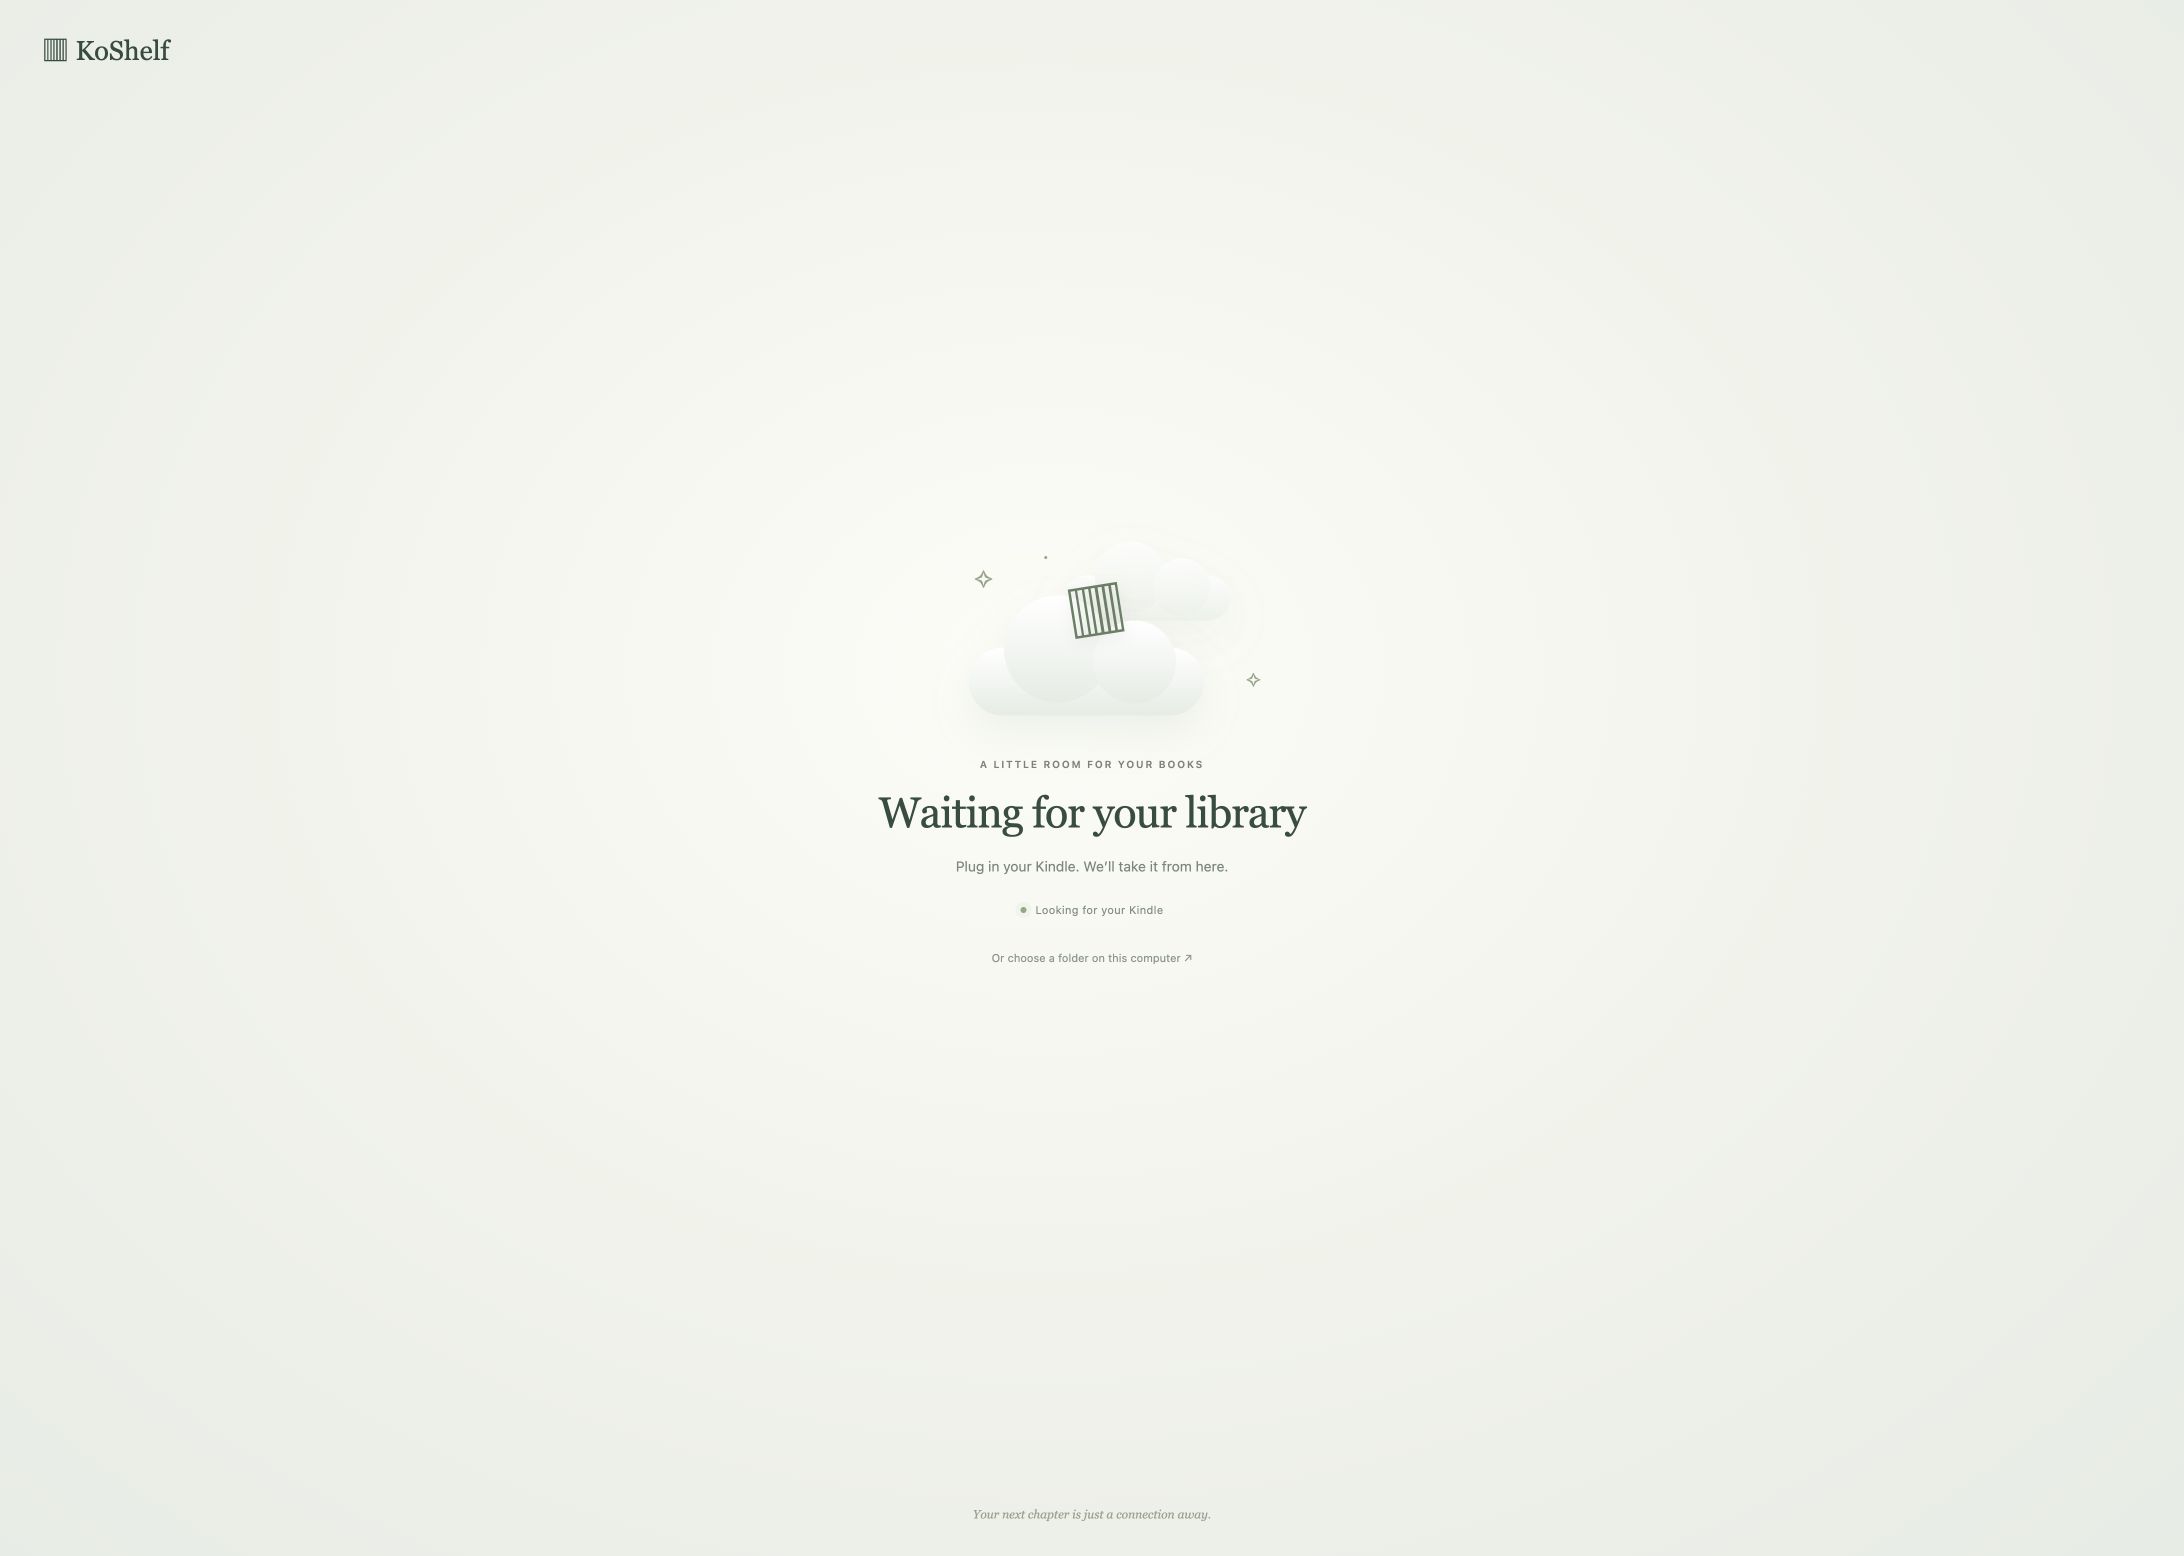 KoShelf
A LITTLE ROOM FOR YOUR BOOKS
Waiting for your library
Plug in your Kindle. We’ll take it from here.
Looking for your Kindle
Or choose a folder on this computer ↗
Your next chapter is just a connection away.